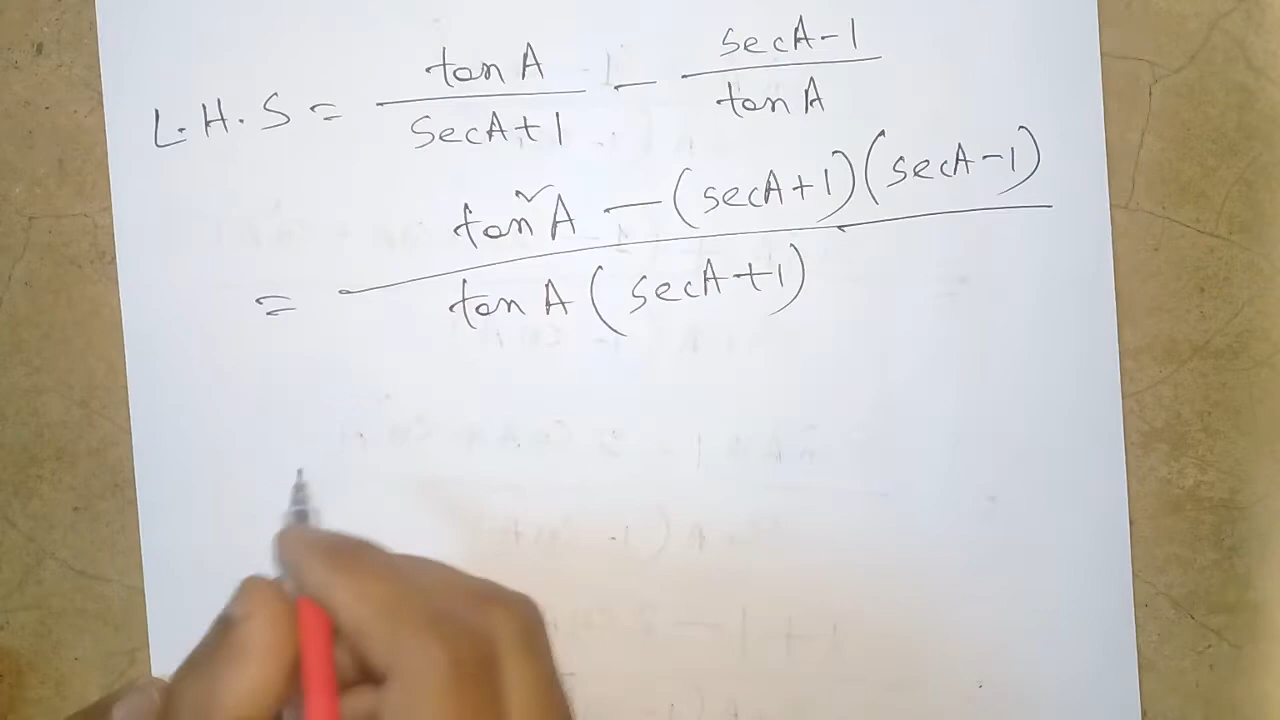 L.H.S = tan A / secA+1 − secA−1 / tan A
= tan²A − (secA+1)(secA−1) / tan A (secA+1)